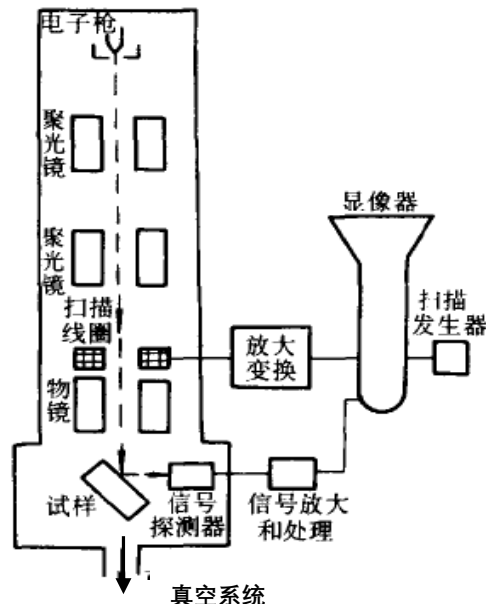 电子枪
聚光镜
显像器
聚光镜
扫描
线圈
扫描
发生器
放大
变换
物镜
试样
信号
探测器
信号放大
和处理
真空系统